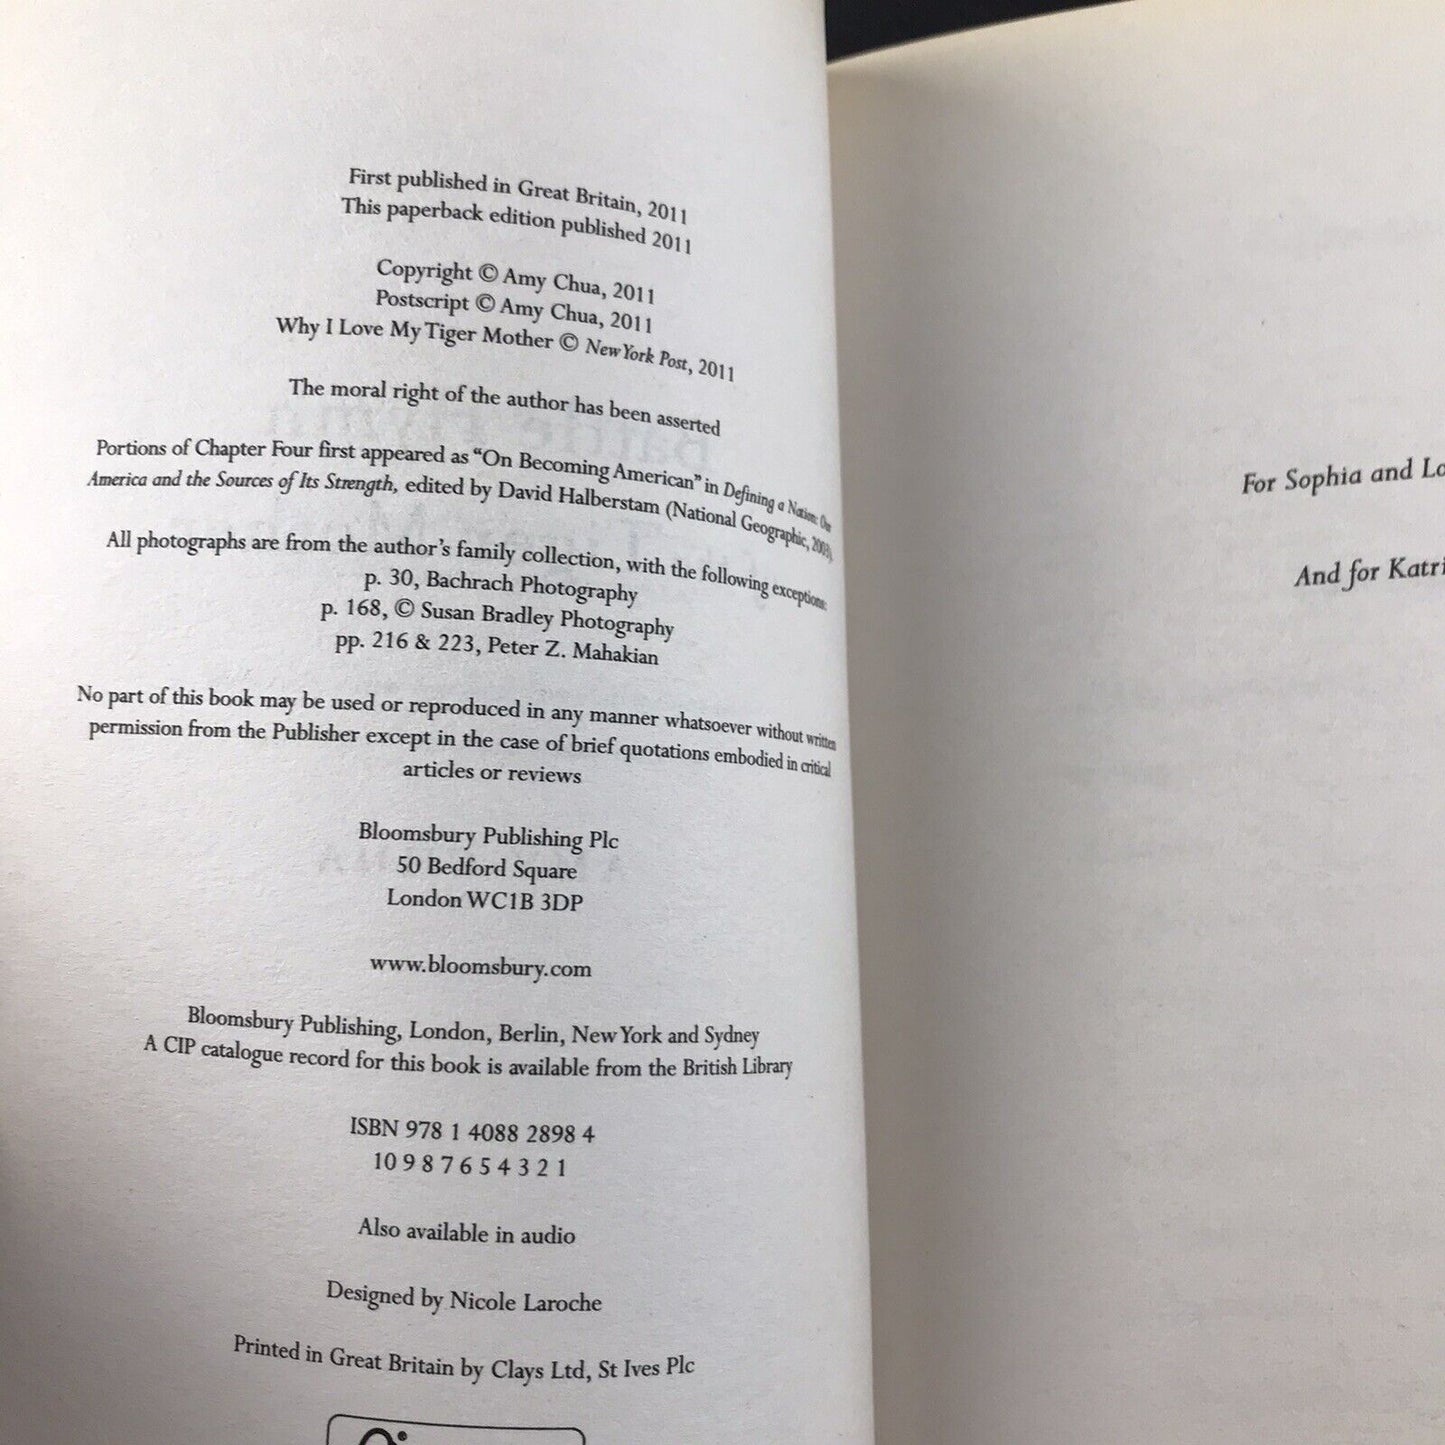 First published in Great Britain, 2011
This paperback edition published 2011
Copyright © Amy Chua, 2011
Postscript © Amy Chua, 2011
Why I Love My Tiger Mother © New York Post, 2011
The moral right of the author has been asserted
Portions of Chapter Four first appeared as “On Becoming American” in Defining a Nation: Our
America and the Sources of Its Strength, edited by David Halberstam (National Geographic, 2003).
All photographs are from the author’s family collection, with the following exceptions:
p. 30, Bachrach Photography
p. 168, © Susan Bradley Photography
pp. 216 & 223, Peter Z. Mahakian
No part of this book may be used or reproduced in any manner whatsoever without written
permission from the Publisher except in the case of brief quotations embodied in critical
articles or reviews
Bloomsbury Publishing Plc
50 Bedford Square
London WC1B 3DP
www.bloomsbury.com
Bloomsbury Publishing, London, Berlin, New York and Sydney
A CIP catalogue record for this book is available from the British Library
ISBN 978 1 4088 2898 4
10 9 8 7 6 5 4 3 2 1
Also available in audio
Designed by Nicole Laroche
Printed in Great Britain by Clays Ltd, St Ives Plc
For Sophia and
And for